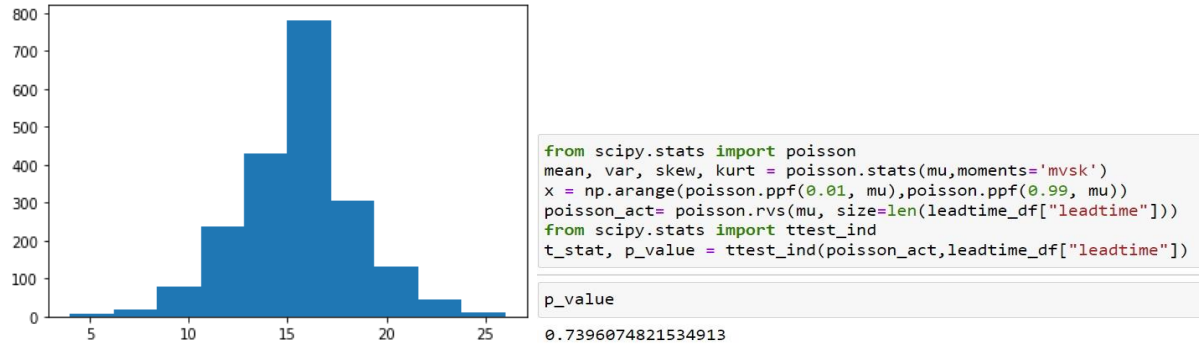 800
700
600
500
400
300
200
100
0
5 10 15 20 25
from scipy.stats import poisson
mean, var, skew, kurt = poisson.stats(mu,moments='mvsk')
x = np.arange(poisson.ppf(0.01, mu),poisson.ppf(0.99, mu))
poisson_act= poisson.rvs(mu, size=len(leadtime_df["leadtime"]))
from scipy.stats import ttest_ind
t_stat, p_value = ttest_ind(poisson_act,leadtime_df["leadtime"])
p_value
0.7396074821534913